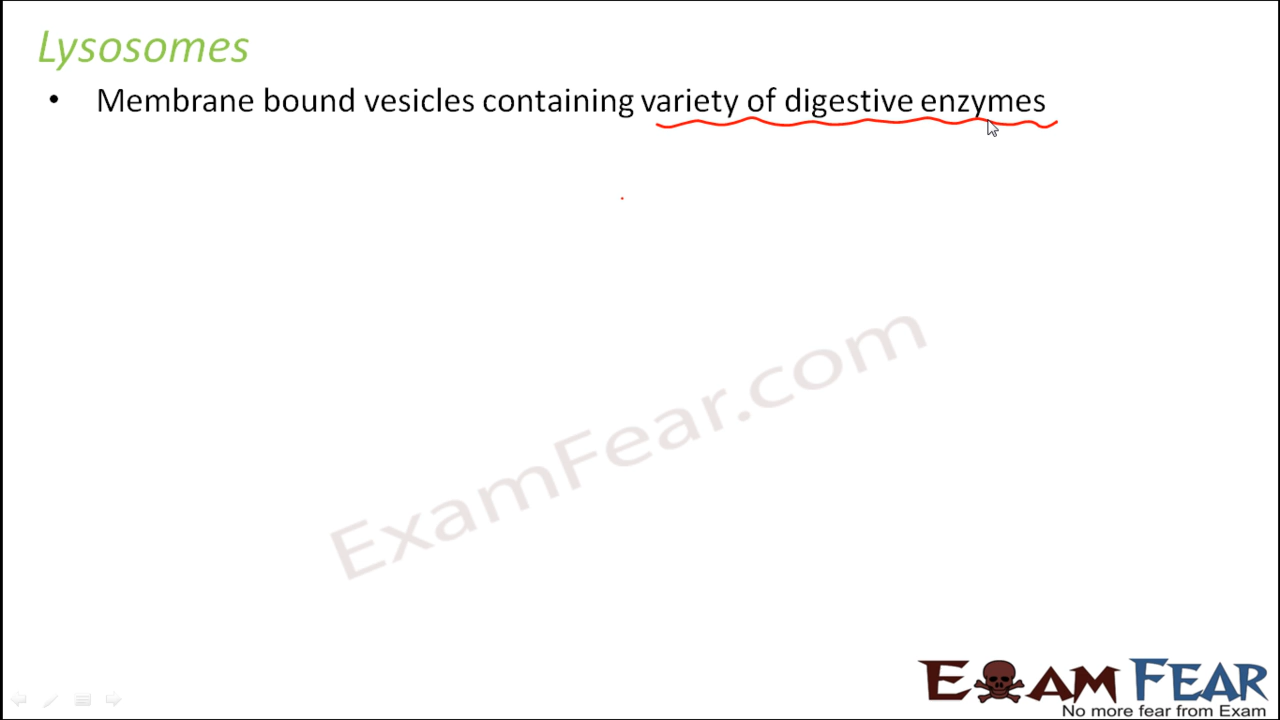 Lysosomes
• Membrane bound vesicles containing variety of digestive enzymes
ExamFear.com
EXAM FEAR
No more fear from Exam